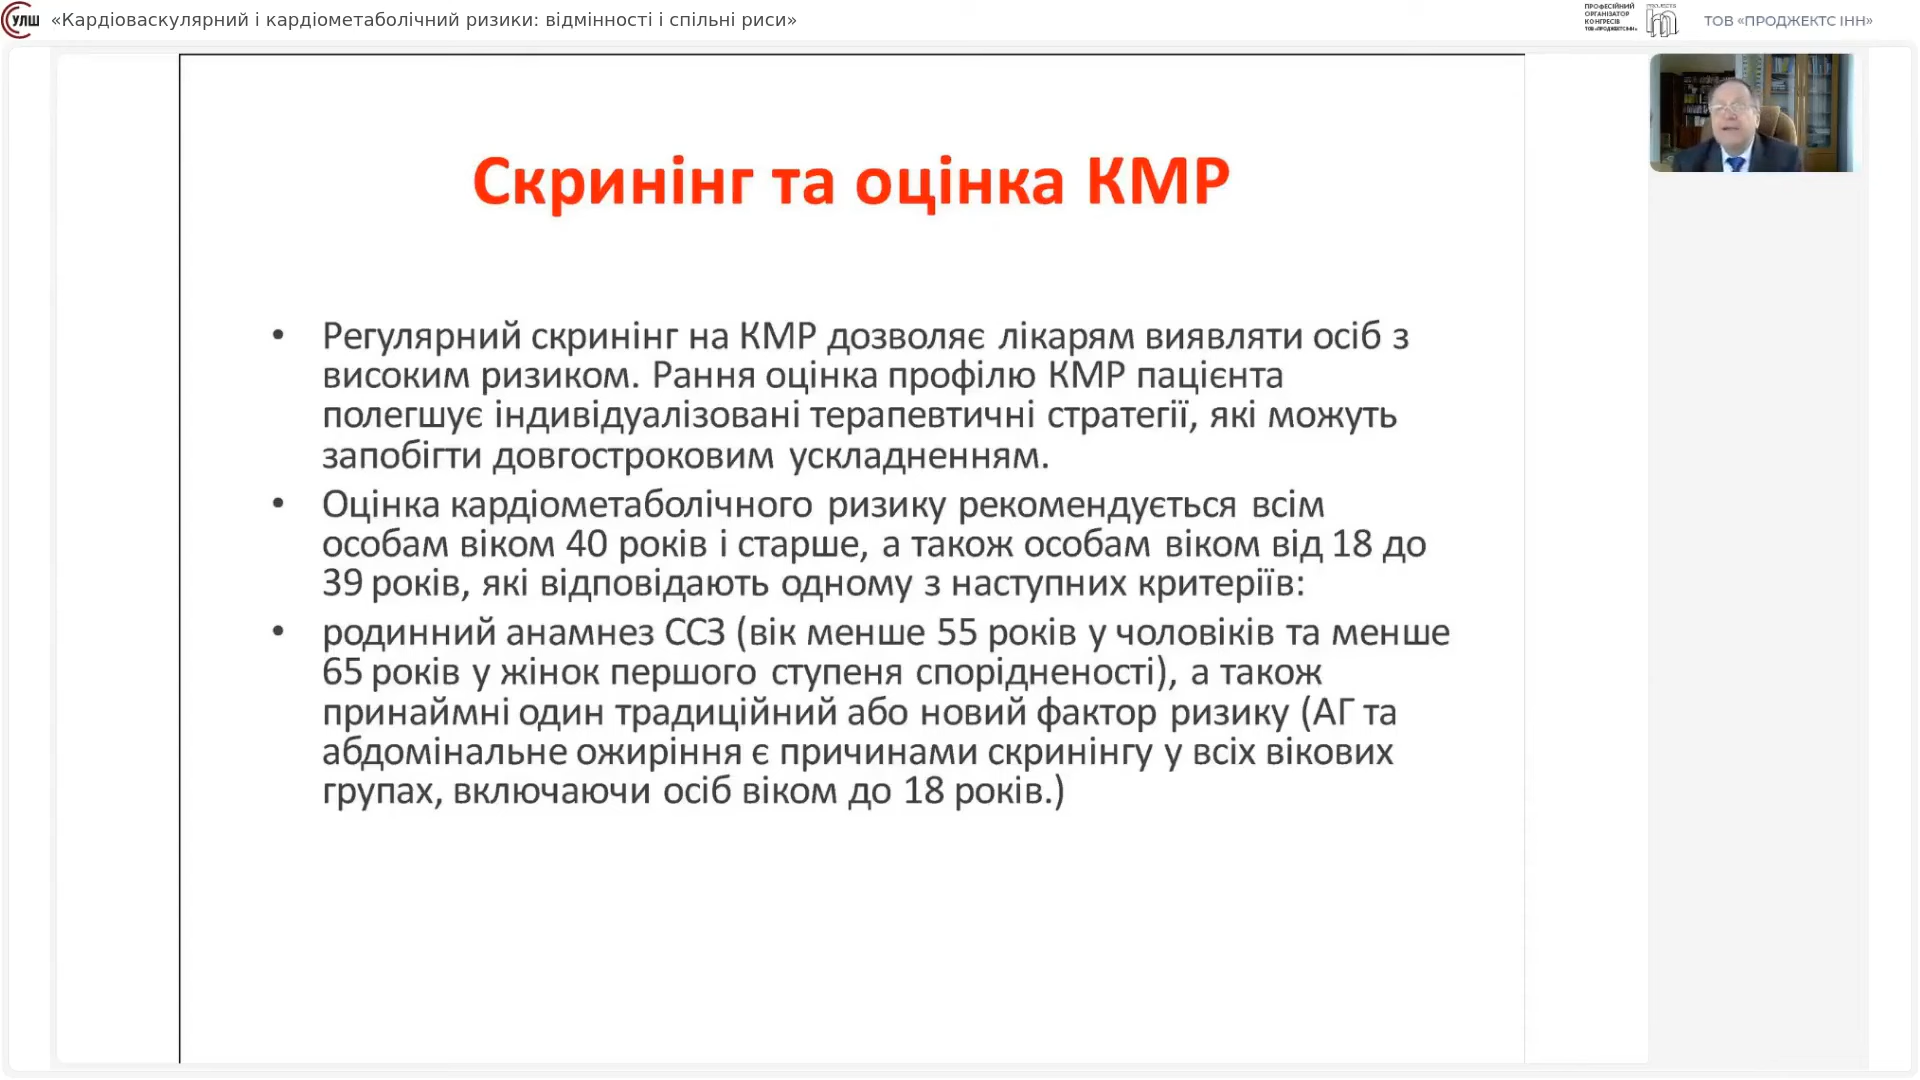 УЛШ «Кардіоваскулярний і кардіометаболічний ризики: відмінності і спільні риси»
ПРОФЕСІЙНИЙ
ОРГАНІЗАТОР
КОНГРЕСІВ
ТОВ «ПРОДЖЕКТС ІНН»
Скринінг та оцінка КМР
• Регулярний скринінг на КМР дозволяє лікарям виявляти осіб з
високим ризиком. Рання оцінка профілю КМР пацієнта
полегшує індивідуалізовані терапевтичні стратегії, які можуть
запобігти довгостроковим ускладненням.
• Оцінка кардіометаболічного ризику рекомендується всім
особам віком 40 років і старше, а також особам віком від 18 до
39 років, які відповідають одному з наступних критеріїв:
• родинний анамнез ССЗ (вік менше 55 років у чоловіків та менше
65 років у жінок першого ступеня спорідненості), а також
принаймні один традиційний або новий фактор ризику (АГ та
абдомінальне ожиріння є причинами скринінгу у всіх вікових
групах, включаючи осіб віком до 18 років.)